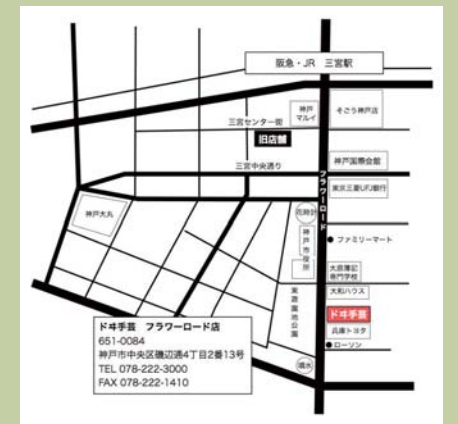 阪急・JR 三宮駅
神戸
マルイ
そごう神戸店
三宮センター街
旧店舗
神戸国際会館
三宮中央通り
東京三菱UFJ銀行
フラワーロード
神戸大丸
花時計
神戸市役所
ファミリーマート
大原簿記
専門学校
大和ハウス
東遊園地公園
ドヰ手芸
兵庫トヨタ
ローソン
噴水
ドヰ手芸 フラワーロード店
651-0084
神戸市中央区磯辺通4丁目2番13号
TEL 078-222-3000
FAX 078-222-1410